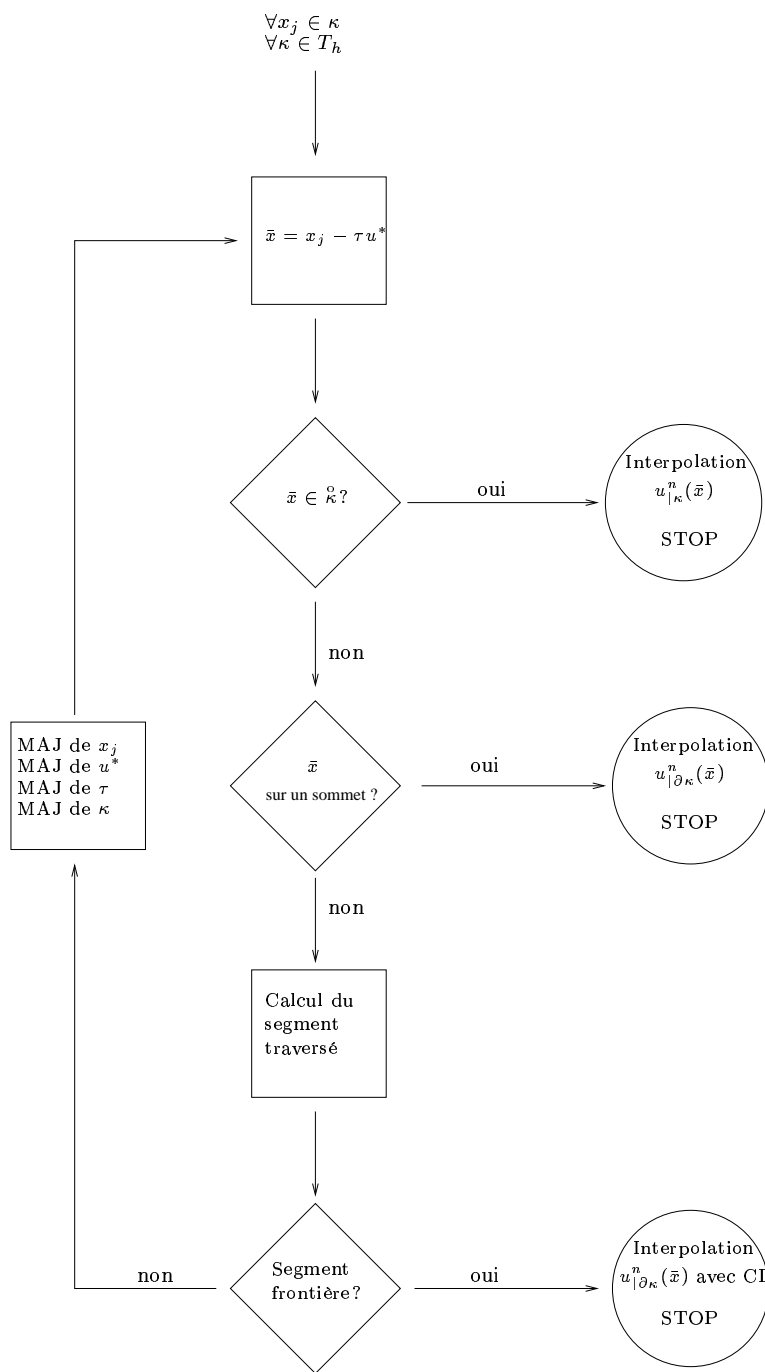 ∀x_j ∈ κ
∀κ ∈ T_h
x̄ = x_j − τu*
x̄ ∈ κ̊ ?
oui
Interpolation
u^n_{|κ}(x̄)
STOP
non
x̄
sur un sommet ?
oui
Interpolation
u^n_{|∂κ}(x̄)
STOP
MAJ de x_j
MAJ de u*
MAJ de τ
MAJ de κ
non
Calcul du
segment
traversé
Segment
frontière ?
non
oui
Interpolation
u^n_{|∂κ}(x̄) avec CL
STOP